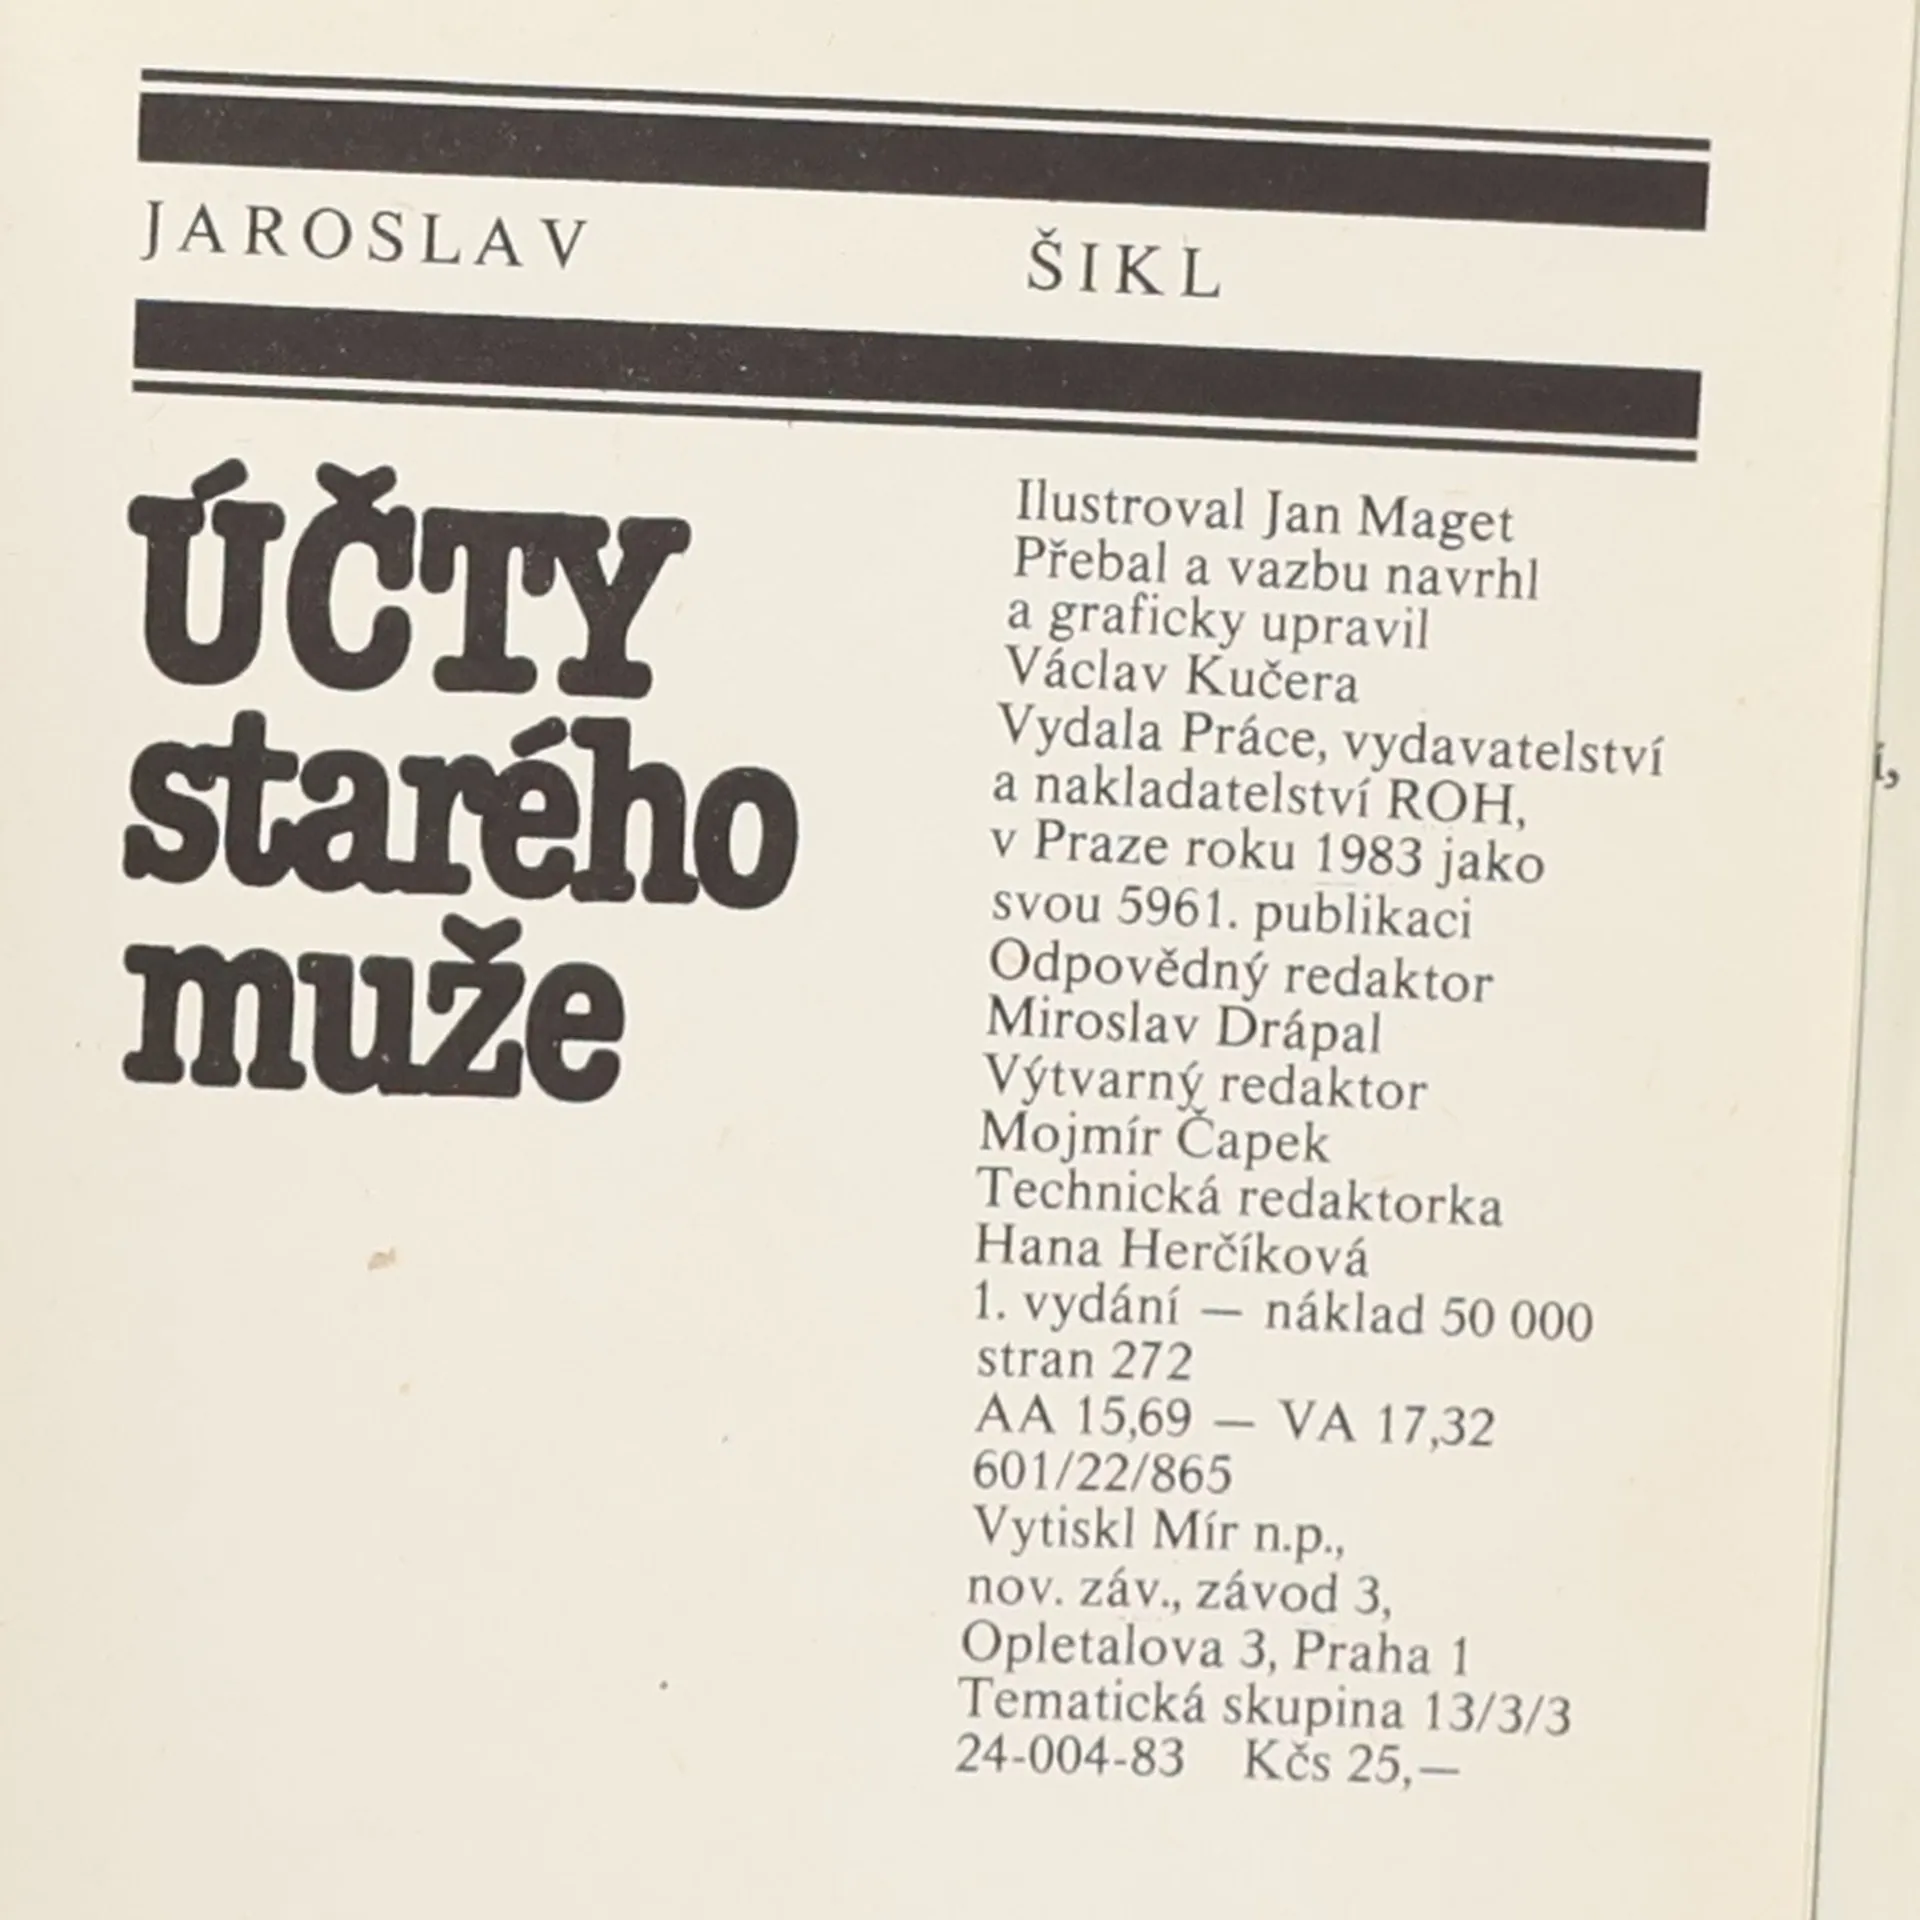 JAROSLAV ŠIKL
ÚČTY
starého
muže
Ilustroval Jan Maget
Přebal a vazbu navrhl
a graficky upravil
Václav Kučera
Vydala Práce, vydavatelství
a nakladatelství ROH,
v Praze roku 1983 jako
svou 5961. publikaci
Odpovědný redaktor
Miroslav Drápal
Výtvarný redaktor
Mojmír Čapek
Technická redaktorka
Hana Herčíková
1. vydání — náklad 50 000
stran 272
AA 15,69 — VA 17,32
601/22/865
Vytiskl Mír n.p.,
nov. záv., závod 3,
Opletalova 3, Praha 1
Tematická skupina 13/3/3
24-004-83 Kčs 25,—